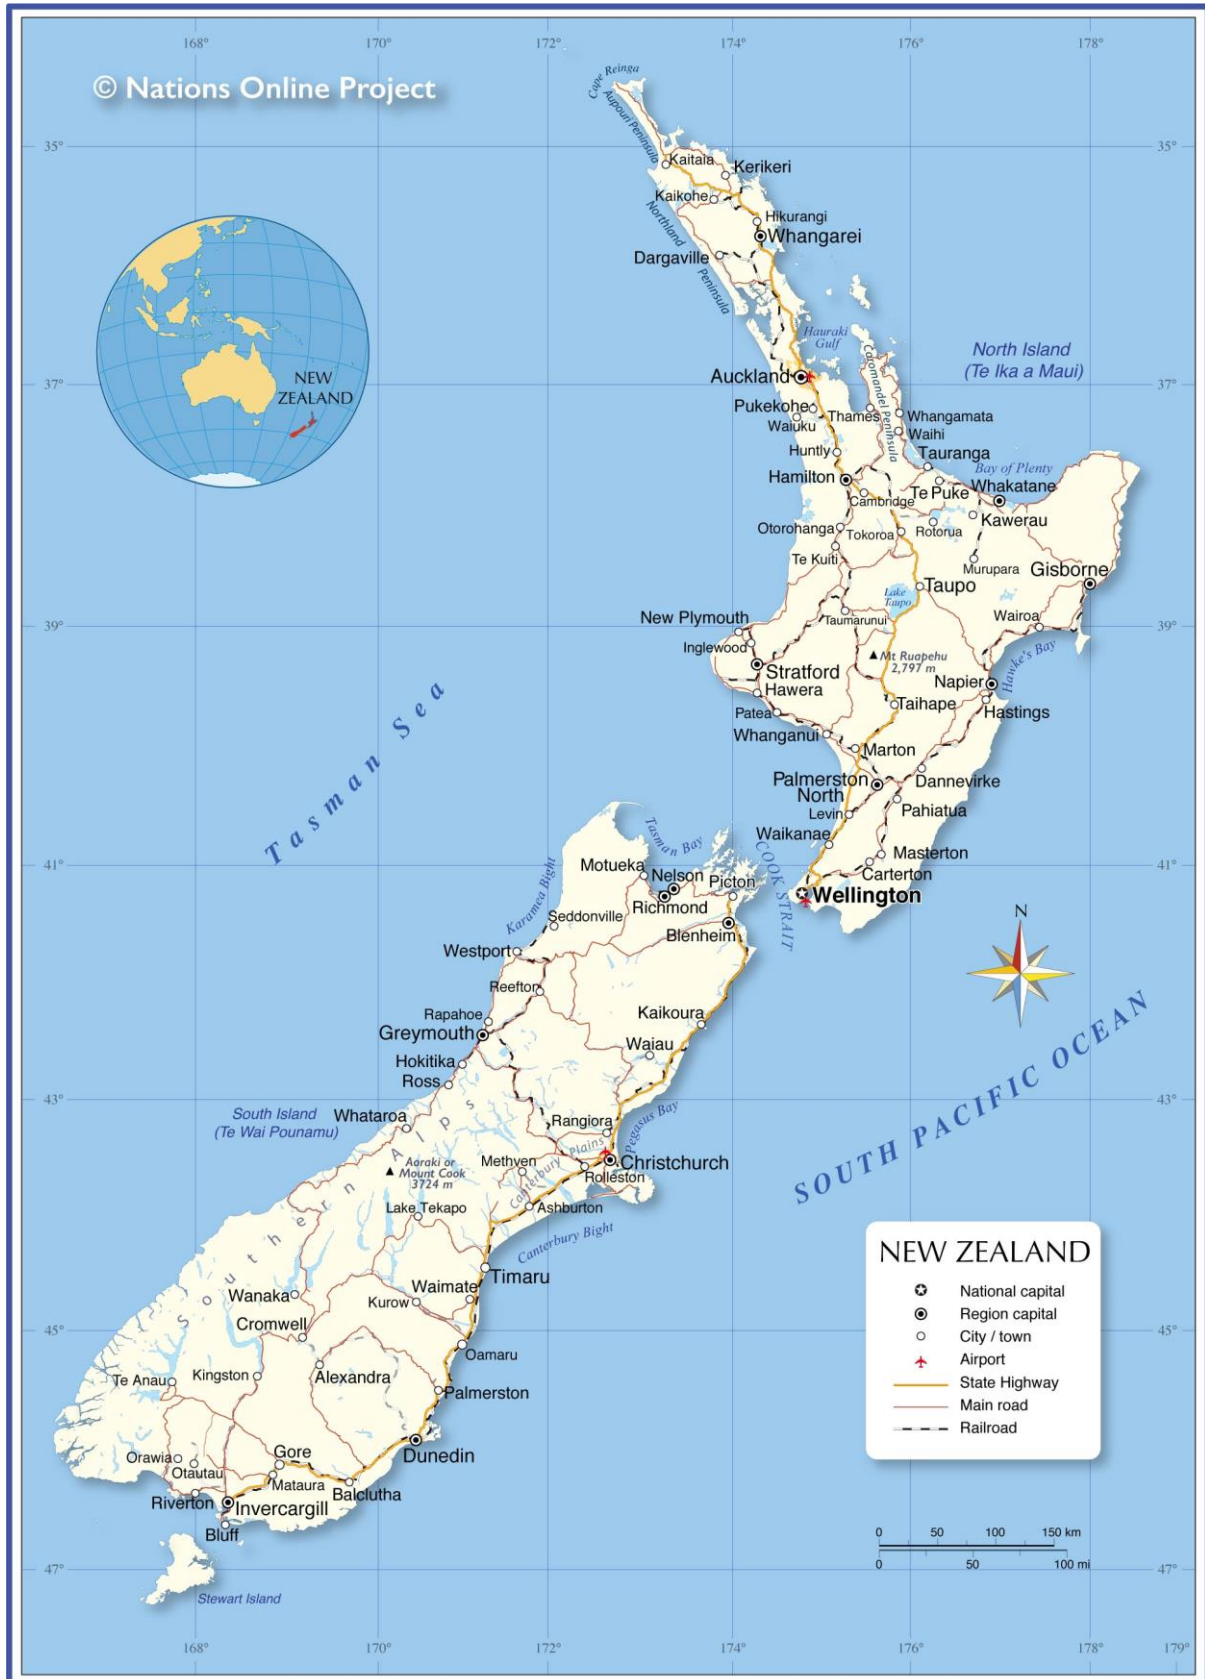 168°
170°
172°
174°
176°
178°
© Nations Online Project
Cape Reinga
Aupouri Peninsula
35°
35°
Kaitaia
Kerikeri
Kaikohe
Northland
Peninsula
Hikurangi
Whangarei
Dargaville
Hauraki
Gulf
North Island
(Te Ika a Maui)
NEW
ZEALAND
37°
37°
Auckland
Coromandel Peninsula
Pukekohe
Waiuku
Thames
Whangamata
Waihi
Huntly
Tauranga
Bay of Plenty
Hamilton
Te Puke
Whakatane
Cambridge
Kawerau
Otorohanga
Tokoroa
Rotorua
Te Kuiti
Murupara
Gisborne
Taupo
Lake
Taupo
New Plymouth
Taumarunui
Wairoa
39°
39°
Inglewood
Mt Ruapehu
2,797 m
Hawke's Bay
Stratford
Napier
Hawera
Taihape
Hastings
Patea
Whanganui
Marton
Tasman Sea
Palmerston
North
Dannevirke
Levin
Pahiatua
Waikanae
Tasman Bay
COOK STRAIT
Masterton
41°
41°
Motueka
Nelson
Picton
Carterton
Karamea Bight
Richmond
Wellington
Seddonville
Blenheim
N
Westport
Reefton
Rapahoe
Kaikoura
Greymouth
Waiau
Hokitika
Ross
SOUTH PACIFIC OCEAN
43°
43°
South Island
(Te Wai Pounamu)
Whataroa
Southern Alps
Rangiora
Pegasus Bay
Aoraki or
Mount Cook
3724 m
Methven
Canterbury Plains
Christchurch
Rolleston
Lake Tekapo
Ashburton
Canterbury Bight
Timaru
Wanaka
Kurow
Waimate
Cromwell
45°
45°
Oamaru
Te Anau
Kingston
Alexandra
Palmerston
Orawia
Otautau
Gore
Dunedin
Mataura
Balclutha
Riverton
Invercargill
Bluff
47°
47°
Stewart Island
NEW ZEALAND
National capital
Region capital
City / town
Airport
State Highway
Main road
Railroad
0 50 100 150 km
0 50 100 mi
168°
170°
172°
174°
176°
178°
179°